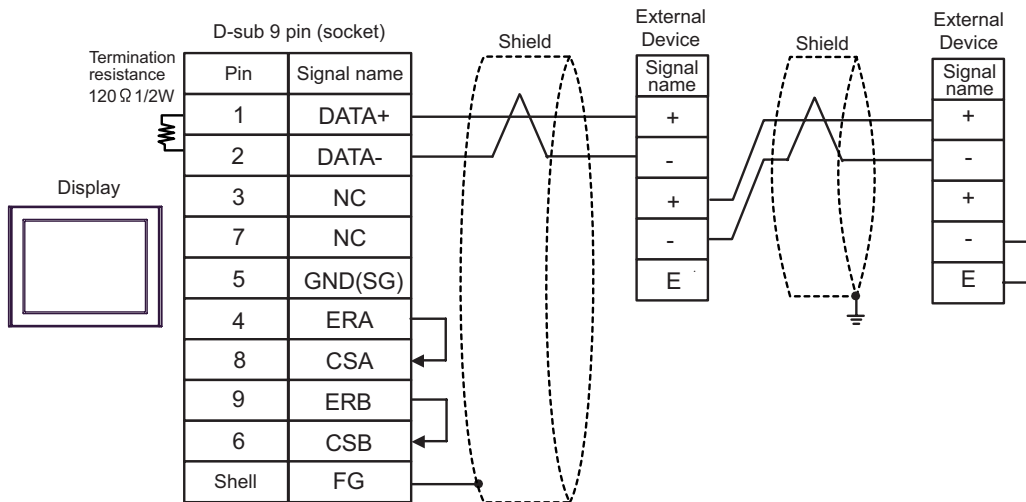 D-sub 9 pin (socket)
Termination
resistance
120 Ω 1/2W
Display
Pin Signal name
1 DATA+
2 DATA-
3 NC
7 NC
5 GND(SG)
4 ERA
8 CSA
9 ERB
6 CSB
Shell FG
Shield
External
Device
Signal
name
+
-
+
-
E
Shield
External
Device
Signal
name
+
-
+
-
E